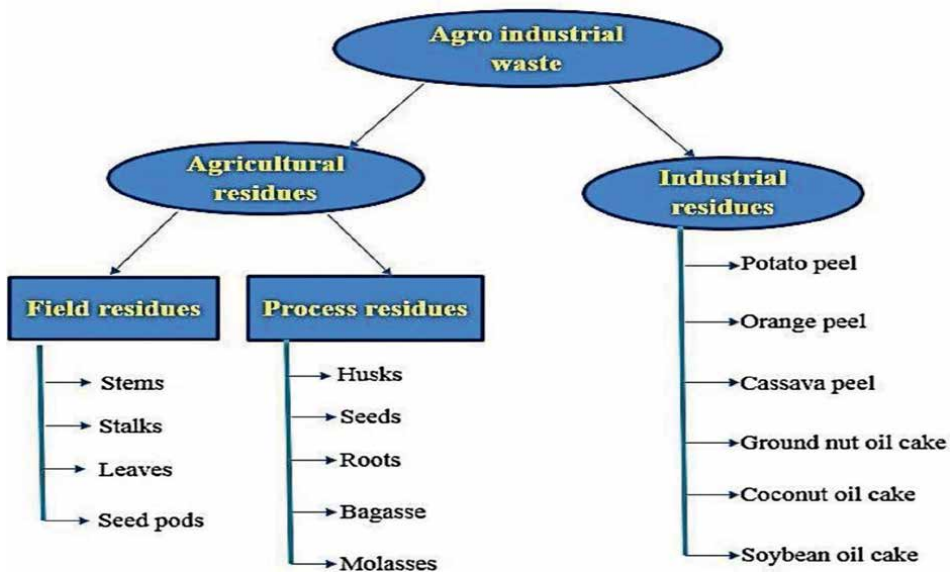 Agro industrial
waste
Agricultural
residues
Industrial
residues
Field residues
Process residues
Stems
Stalks
Leaves
Seed pods
Husks
Seeds
Roots
Bagasse
Molasses
Potato peel
Orange peel
Cassava peel
Ground nut oil cake
Coconut oil cake
Soybean oil cake